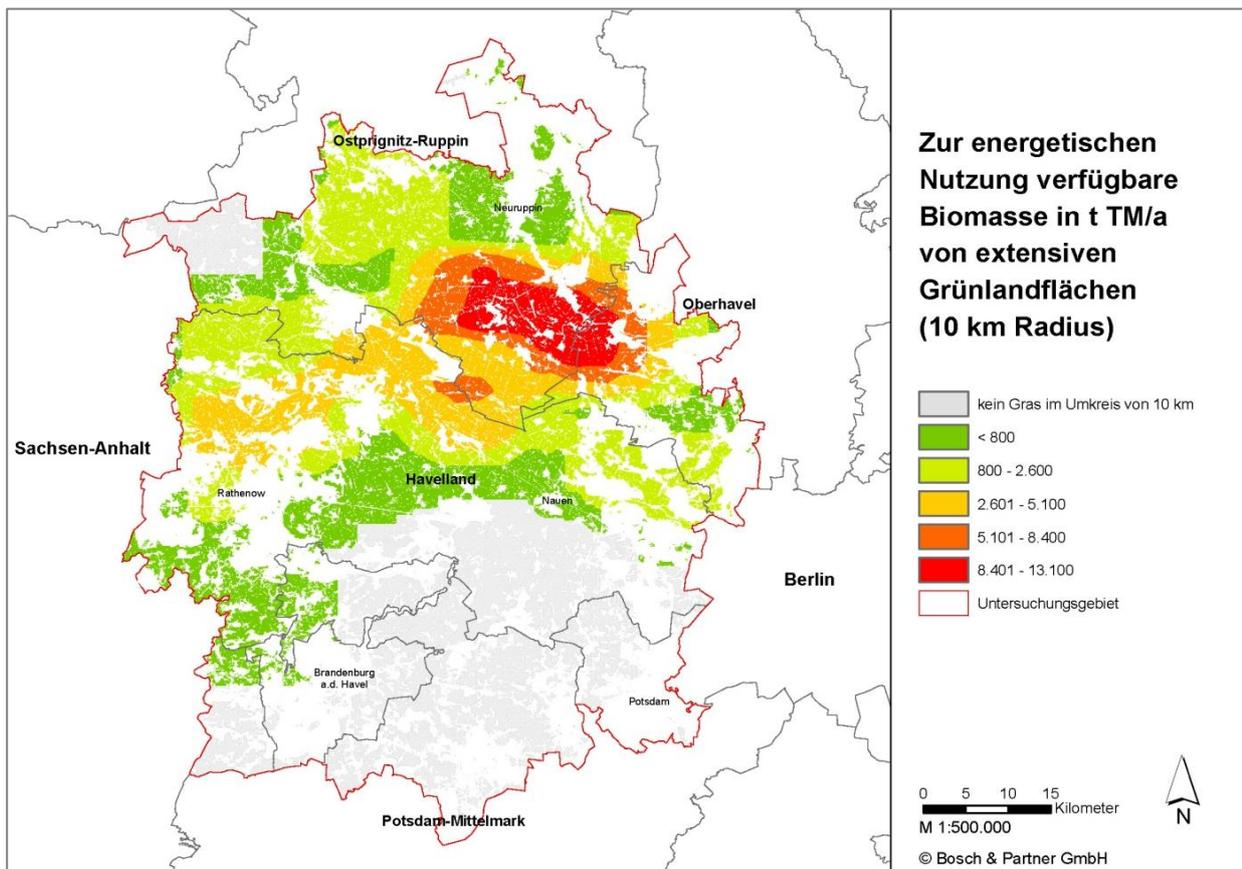 Ostprignitz-Ruppin
Neuruppin
Oberhavel
Sachsen-Anhalt
Rathenow
Havelland
Nauen
Berlin
Brandenburg
a.d. Havel
Potsdam
Potsdam-Mittelmark
Zur energetischen
Nutzung verfügbare
Biomasse in t TM/a
von extensiven
Grünlandflächen
(10 km Radius)
kein Gras im Umkreis von 10 km
< 800
800 - 2.600
2.601 - 5.100
5.101 - 8.400
8.401 - 13.100
Untersuchungsgebiet
0 5 10 15
Kilometer
M 1:500.000
N
© Bosch & Partner GmbH